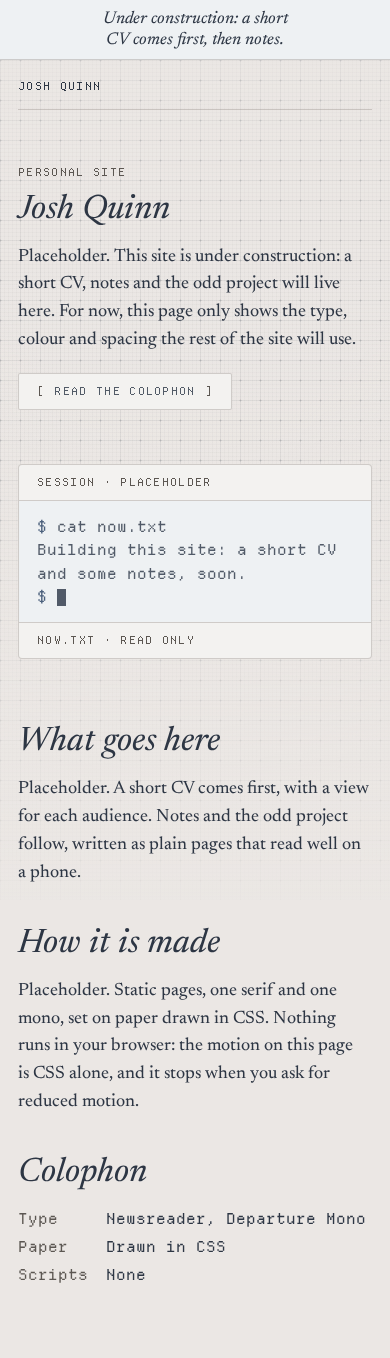 Under construction: a short
CV comes first, then notes.
JOSH QUINN
PERSONAL SITE
Josh Quinn
Placeholder. This site is under construction: a
short CV, notes and the odd project will live
here. For now, this page only shows the type,
colour and spacing the rest of the site will use.
[ READ THE COLOPHON ]
SESSION · PLACEHOLDER
$ cat now.txt
Building this site: a short CV
and some notes, soon.
$
NOW.TXT · READ ONLY
What goes here
Placeholder. A short CV comes first, with a view
for each audience. Notes and the odd project
follow, written as plain pages that read well on
a phone.
How it is made
Placeholder. Static pages, one serif and one
mono, set on paper drawn in CSS. Nothing
runs in your browser: the motion on this page
is CSS alone, and it stops when you ask for
reduced motion.
Colophon
Type Newsreader, Departure Mono
Paper Drawn in CSS
Scripts None